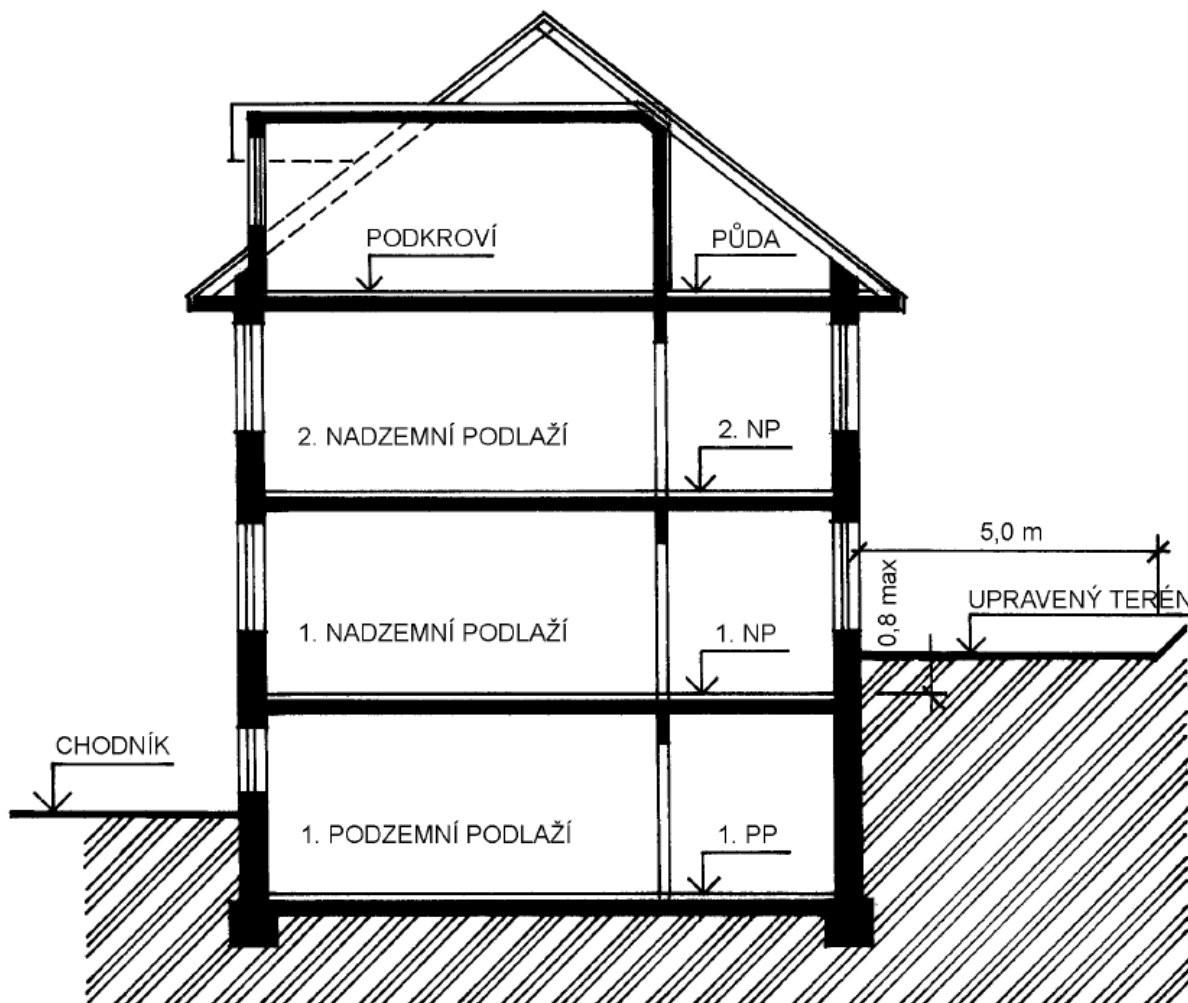 PODKROVÍ
PŮDA
2. NADZEMNÍ PODLAŽÍ
2. NP
5,0 m
0,8 max
UPRAVENÝ TERÉN
1. NADZEMNÍ PODLAŽÍ
1. NP
CHODNÍK
1. PODZEMNÍ PODLAŽÍ
1. PP